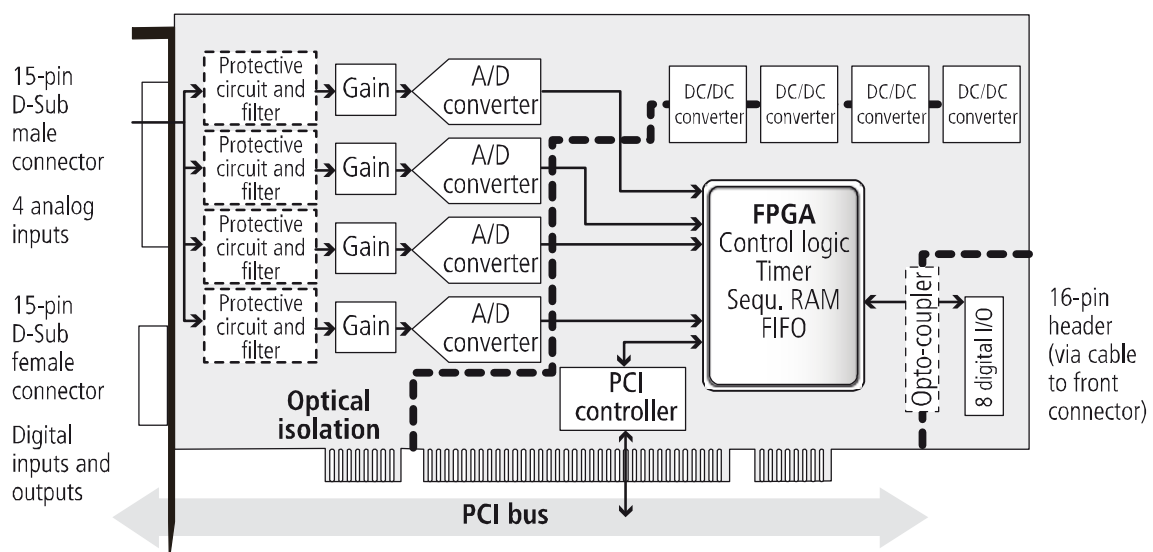 15-pin
D-Sub
male
connector
4 analog
inputs
15-pin
D-Sub
female
connector
Digital
inputs and
outputs
Protective
circuit and
filter
Gain
A/D
converter
Protective
circuit and
filter
Gain
A/D
converter
Protective
circuit and
filter
Gain
A/D
converter
Protective
circuit and
filter
Gain
A/D
converter
Optical
isolation
DC/DC
converter
DC/DC
converter
DC/DC
converter
DC/DC
converter
FPGA
Control logic
Timer
Sequ. RAM
FIFO
PCI
controller
Opto-coupler
8 digital I/O
16-pin
header
(via cable
to front
connector)
PCI bus